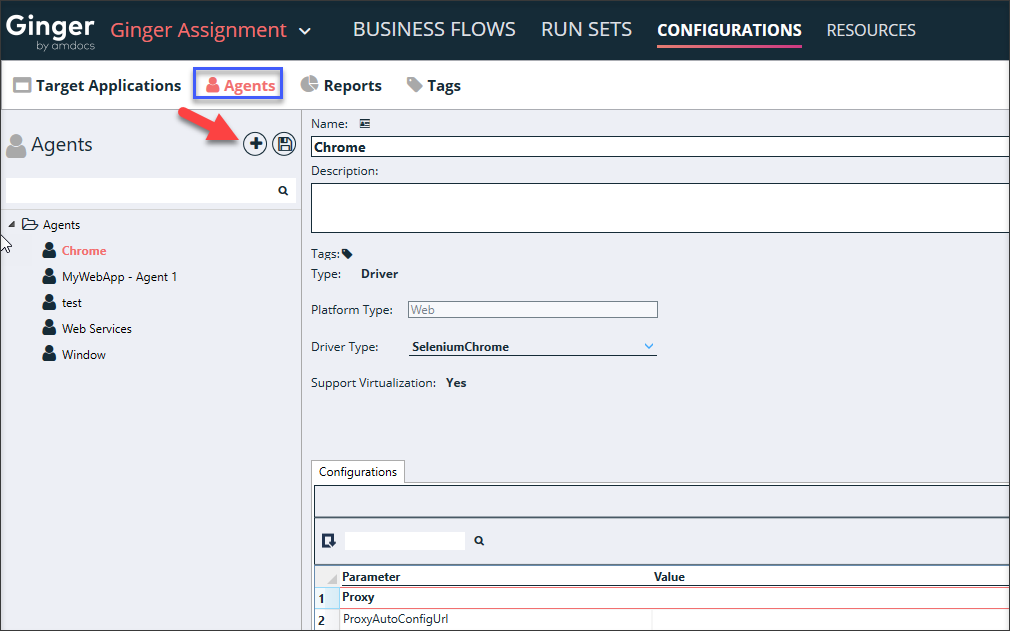 Ginger
by amdocs
Ginger Assignment
BUSINESS FLOWS RUN SETS CONFIGURATIONS RESOURCES
Target Applications Agents Reports Tags
Agents
Agents
Chrome
MyWebApp - Agent 1
test
Web Services
Window
Name:
Chrome
Description:
Tags:
Type: Driver
Platform Type: Web
Driver Type: SeleniumChrome
Support Virtualization: Yes
Configurations
Parameter Value
1 Proxy
2 ProxyAutoConfigUrl